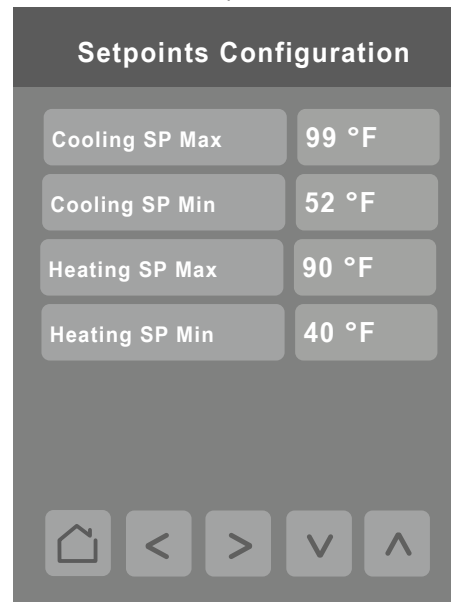 Setpoints Configuration
Cooling SP Max 99 °F
Cooling SP Min 52 °F
Heating SP Max 90 °F
Heating SP Min 40 °F
< > v ʌ